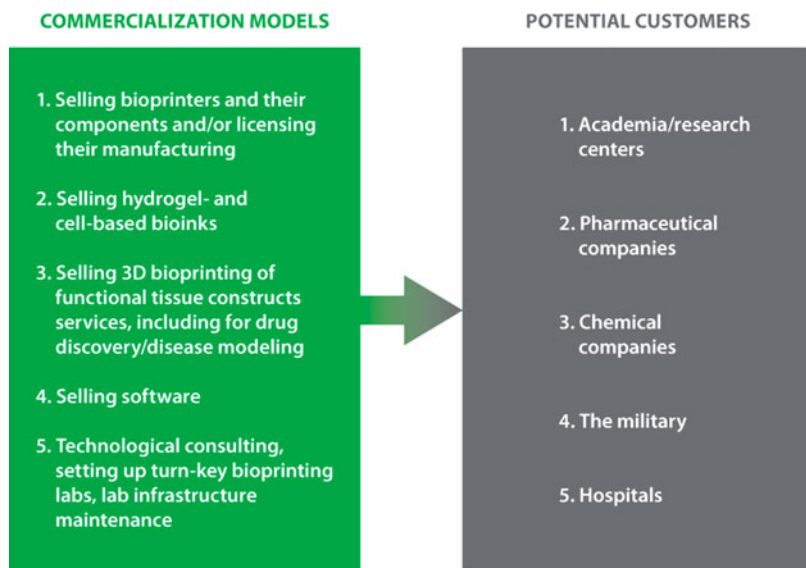 COMMERCIALIZATION MODELS
1. Selling bioprinters and their
components and/or licensing
their manufacturing
2. Selling hydrogel- and
cell-based bioinks
3. Selling 3D bioprinting of
functional tissue constructs
services, including for drug
discovery/disease modeling
4. Selling software
5. Technological consulting,
setting up turn-key bioprinting
labs, lab infrastructure
maintenance
POTENTIAL CUSTOMERS
1. Academia/research
centers
2. Pharmaceutical
companies
3. Chemical
companies
4. The military
5. Hospitals